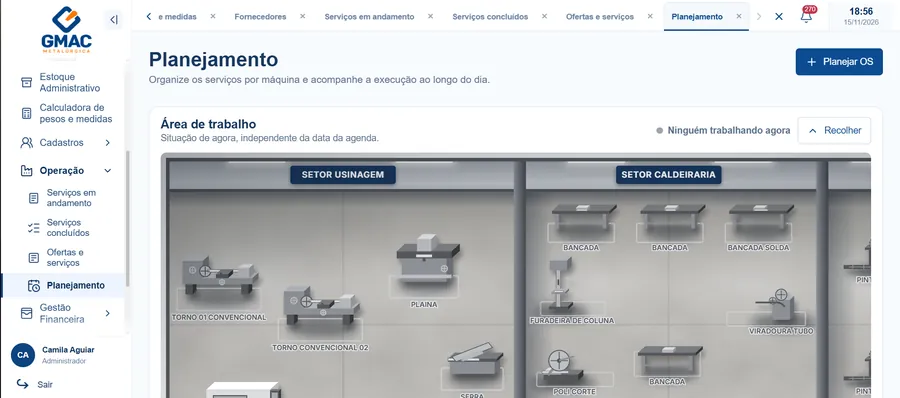 GMAC
METALÚRGICA
Estoque
Administrativo
Calculadora de
pesos e medidas
Cadastros
Operação
Serviços em
andamento
Serviços
concluídos
Ofertas e
serviços
Planejamento
Gestão
Financeira
CA
Camila Aguiar
Administrador
Sair
e medidas
Fornecedores
Serviços em andamento
Serviços concluídos
Ofertas e serviços
Planejamento
270
18:56
15/11/2026
Planejamento
Organize os serviços por máquina e acompanhe a execução ao longo do dia.
Planejar OS
Área de trabalho
Situação de agora, independente da data da agenda.
Ninguém trabalhando agora
Recolher
SETOR USINAGEM
SETOR CALDEIRARIA
BANCADA
BANCADA
BANCADA SOLDA
TORNO 01 CONVENCIONAL
PLAINA
FURADEIRA DE COLUNA
VIRADOURA TUBO
PINT
TORNO CONVENCIONAL 02
SERRA
POLI CORTE
BANCADA
PINT